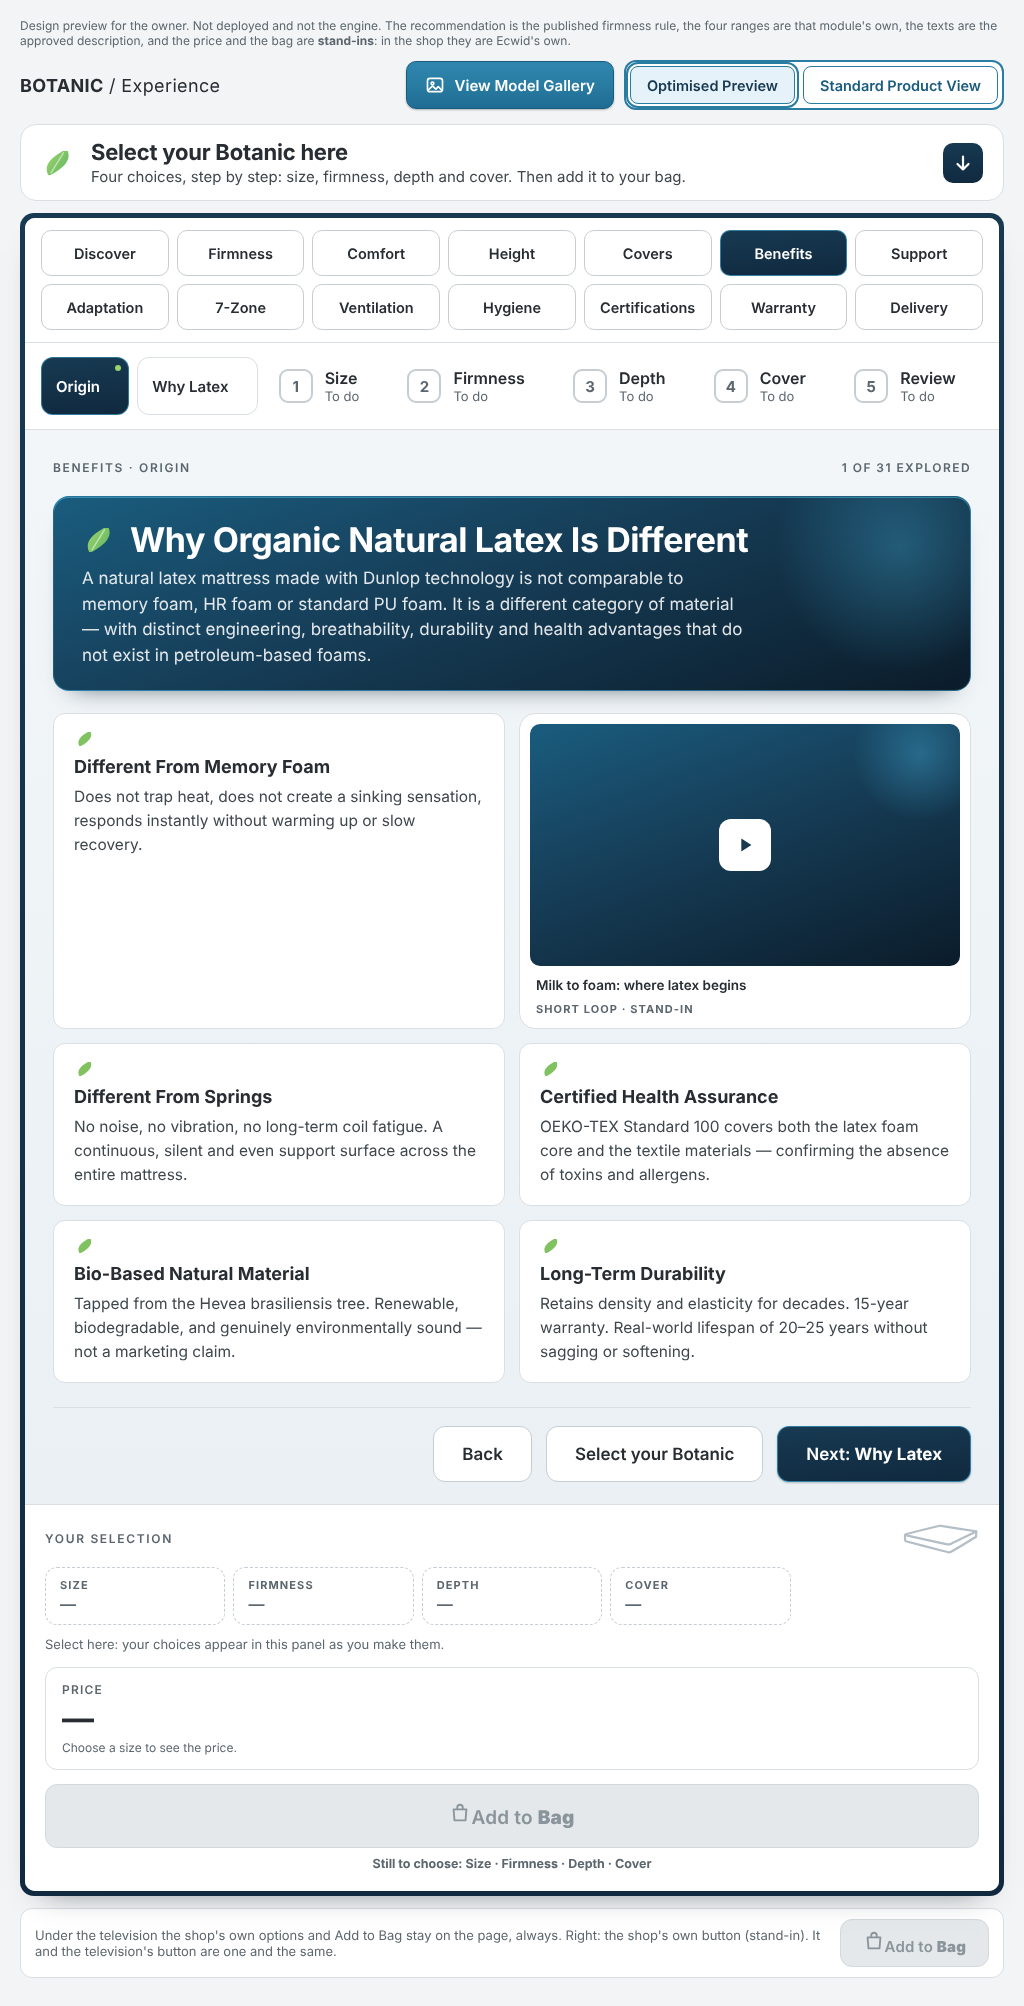 Design preview for the owner. Not deployed and not the engine. The recommendation is the published firmness rule, the four ranges are that module's own, the texts are the
approved description, and the price and the bag are stand-ins: in the shop they are Ecwid's own.
BOTANIC / Experience
View Model Gallery
Optimised Preview
Standard Product View
Select your Botanic here
Four choices, step by step: size, firmness, depth and cover. Then add it to your bag.
Discover
Firmness
Comfort
Height
Covers
Benefits
Support
Adaptation
7-Zone
Ventilation
Hygiene
Certifications
Warranty
Delivery
Origin
Why Latex
1
Size
To do
2
Firmness
To do
3
Depth
To do
4
Cover
To do
5
Review
To do
BENEFITS · ORIGIN
1 OF 31 EXPLORED
Why Organic Natural Latex Is Different
A natural latex mattress made with Dunlop technology is not comparable to
memory foam, HR foam or standard PU foam. It is a different category of material
— with distinct engineering, breathability, durability and health advantages that do
not exist in petroleum-based foams.
Different From Memory Foam
Does not trap heat, does not create a sinking sensation,
responds instantly without warming up or slow
recovery.
Milk to foam: where latex begins
SHORT LOOP · STAND-IN
Different From Springs
No noise, no vibration, no long-term coil fatigue. A
continuous, silent and even support surface across the
entire mattress.
Certified Health Assurance
OEKO-TEX Standard 100 covers both the latex foam
core and the textile materials — confirming the absence
of toxins and allergens.
Bio-Based Natural Material
Tapped from the Hevea brasiliensis tree. Renewable,
biodegradable, and genuinely environmentally sound —
not a marketing claim.
Long-Term Durability
Retains density and elasticity for decades. 15-year
warranty. Real-world lifespan of 20–25 years without
sagging or softening.
Back
Select your Botanic
Next: Why Latex
YOUR SELECTION
SIZE
—
FIRMNESS
—
DEPTH
—
COVER
—
Select here: your choices appear in this panel as you make them.
PRICE
—
Choose a size to see the price.
Add to Bag
Still to choose: Size · Firmness · Depth · Cover
Under the television the shop's own options and Add to Bag stay on the page, always. Right: the shop's own button (stand-in). It
and the television's button are one and the same.
Add to Bag